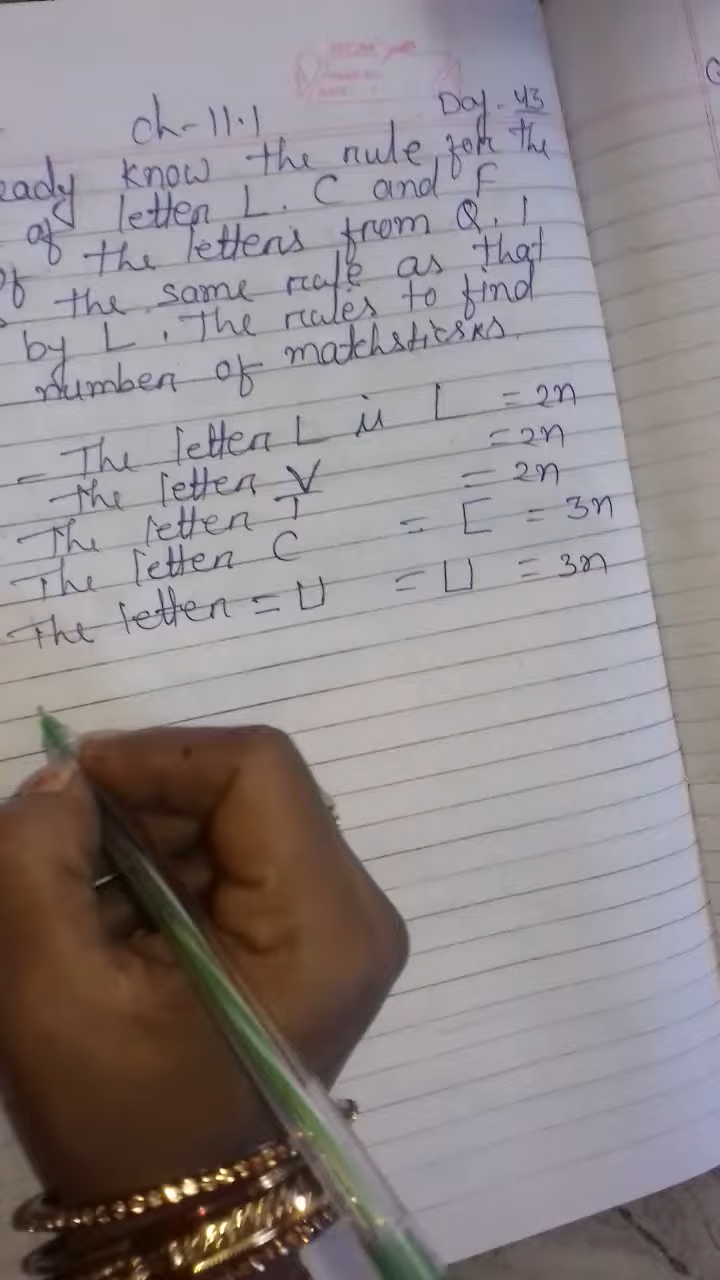 ch-11.1
Day-43
eady know the rule for the
of letter L. C and F
of the letters from Q.1
the same rule as that
by L. The rules to find
number of matchsticsks.
= The letter L is L = 2n
The letter V = 2n
The letter T = 2n
The letter C = [ = 3n
The letter = U = U = 3n